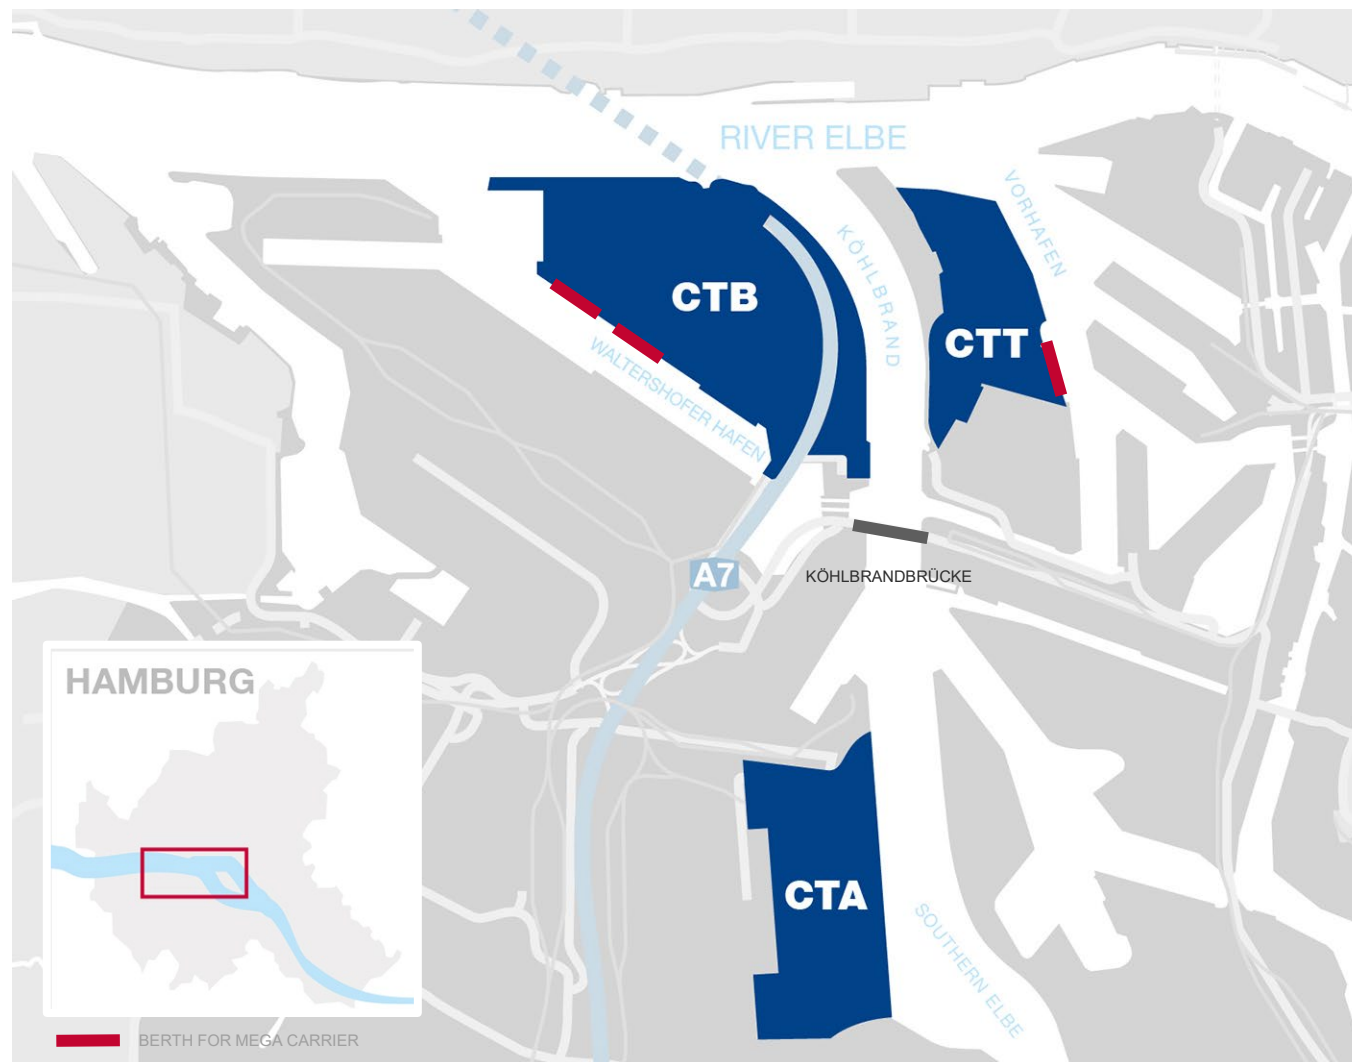 RIVER ELBE
VORHAFEN
KÖHLBRAND
CTB
CTT
WALTERSHOFER HAFEN
A7
KÖHLBRANDBRÜCKE
HAMBURG
CTA
SOUTHERN ELBE
BERTH FOR MEGA CARRIER